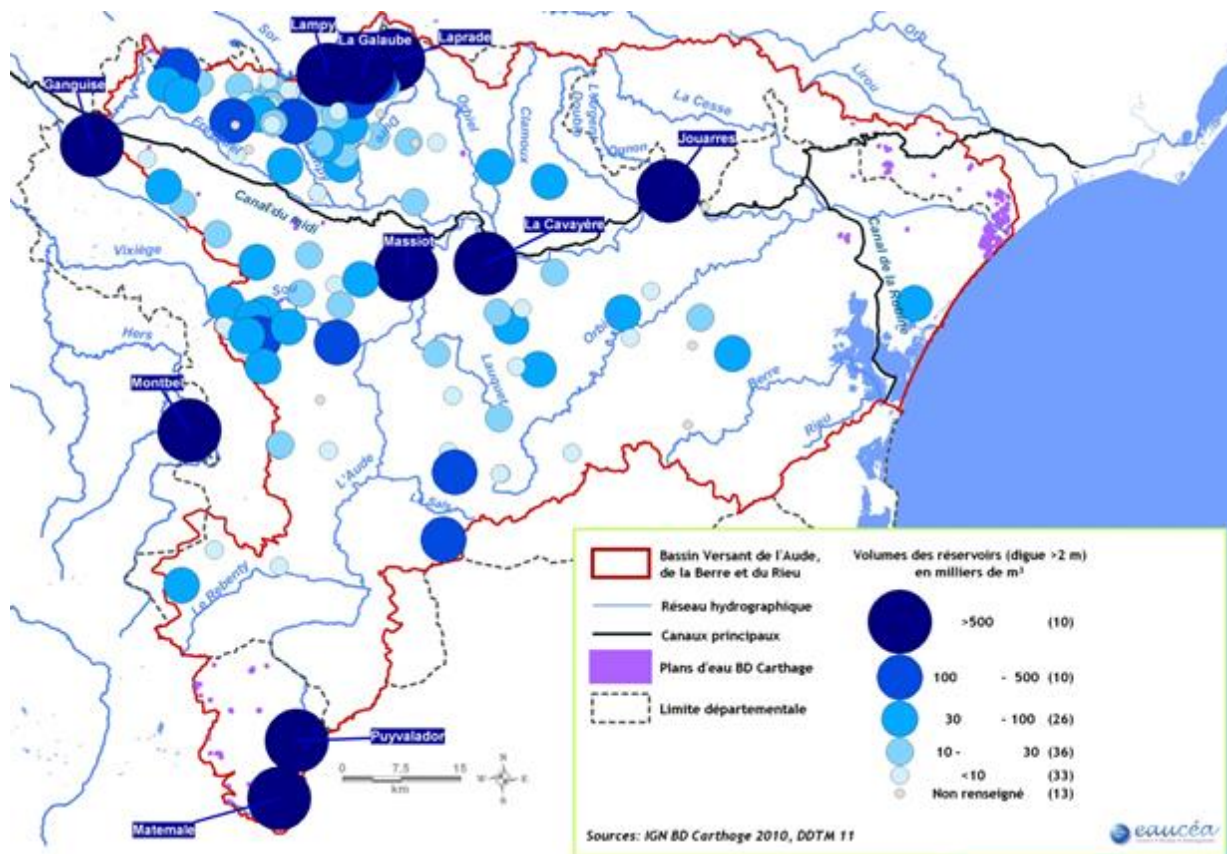 Sor
Lampy
La Galaube
Laprade
Orb
Lirou
Ganguise
Orbiel
Clamoux
La Cesse
Ognon
Jouarres
Canal du Midi
La Cavayère
Massiot
Vixiège
Sou
Canal de la Robine
Hers
Orbieu
Lauquet
Montbel
Berre
Rieu
L'Aude
La Sals
Le Rebenty
Puyvalador
Matemale
0 7.5 15
km
N
W E
S
Bassin Versant de l'Aude,
de la Berre et du Rieu
Réseau hydrographique
Canaux principaux
Plans d'eau BD Carthage
Limite départementale
Volumes des réservoirs (digue >2 m)
en milliers de m³
>500 (10)
100 - 500 (10)
30 - 100 (26)
10 - 30 (36)
<10 (33)
Non renseigné (13)
Sources: IGN BD Carthage 2010, DDTM 11
eaucéa